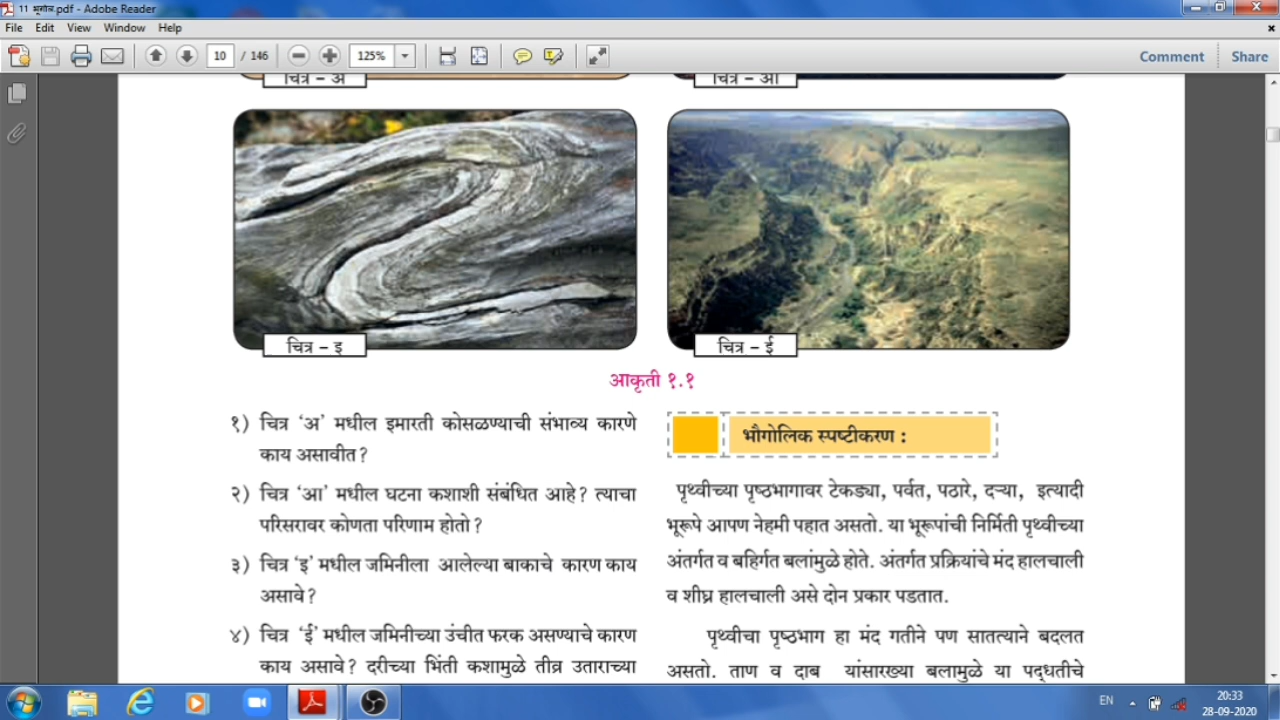 11 भूगोल.pdf - Adobe Reader
File Edit View Window Help
10 / 146 125% Comment Share
चित्र – अ
चित्र – आ
चित्र – इ
चित्र – ई
आकृती १.१
१) चित्र ‘अ’ मधील इमारती कोसळण्याची संभाव्य कारणे
काय असावीत?
२) चित्र ‘आ’ मधील घटना कशाशी संबंधित आहे? त्याचा
परिसरावर कोणता परिणाम होतो?
३) चित्र ‘इ’ मधील जमिनीला आलेल्या बाकाचे कारण काय
असावे?
४) चित्र ‘ई’ मधील जमिनीच्या उंचीत फरक असण्याचे कारण
काय असावे? दरीच्या भिंती कशामुळे तीव्र उताराच्या
भौगोलिक स्पष्टीकरण :
पृथ्वीच्या पृष्ठभागावर टेकड्या, पर्वत, पठारे, दऱ्या, इत्यादी
भूरूपे आपण नेहमी पहात असतो. या भूरूपांची निर्मिती पृथ्वीच्या
अंतर्गत व बहिर्गत बलांमुळे होते. अंतर्गत प्रक्रियांचे मंद हालचाली
व शीघ्र हालचाली असे दोन प्रकार पडतात.
पृथ्वीचा पृष्ठभाग हा मंद गतीने पण सातत्याने बदलत
असतो. ताण व दाब यांसारख्या बलामुळे या पद्धतीचे
EN
20:33
28-09-2020